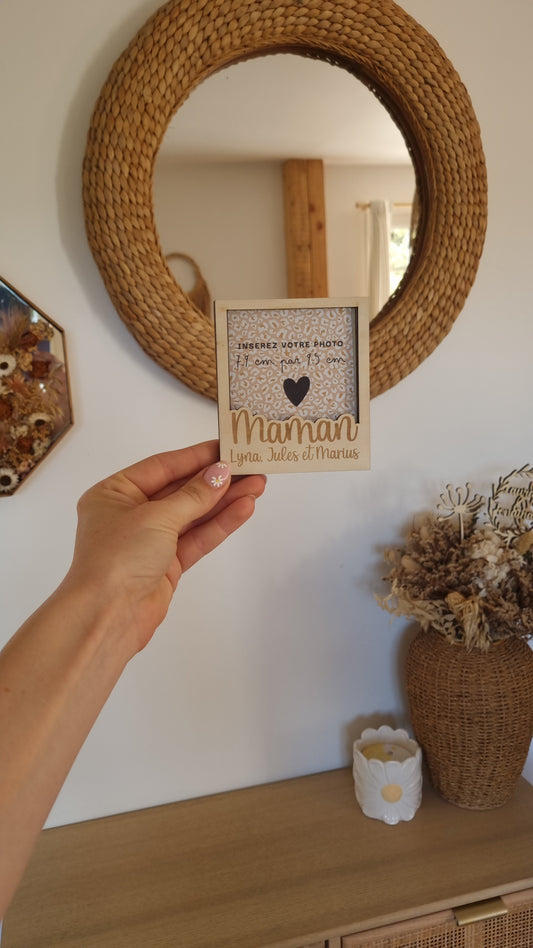 INSEREZ VOTRE PHOTO
7.9 cm par 9.5 cm
Maman
Lyna, Jules et Marius